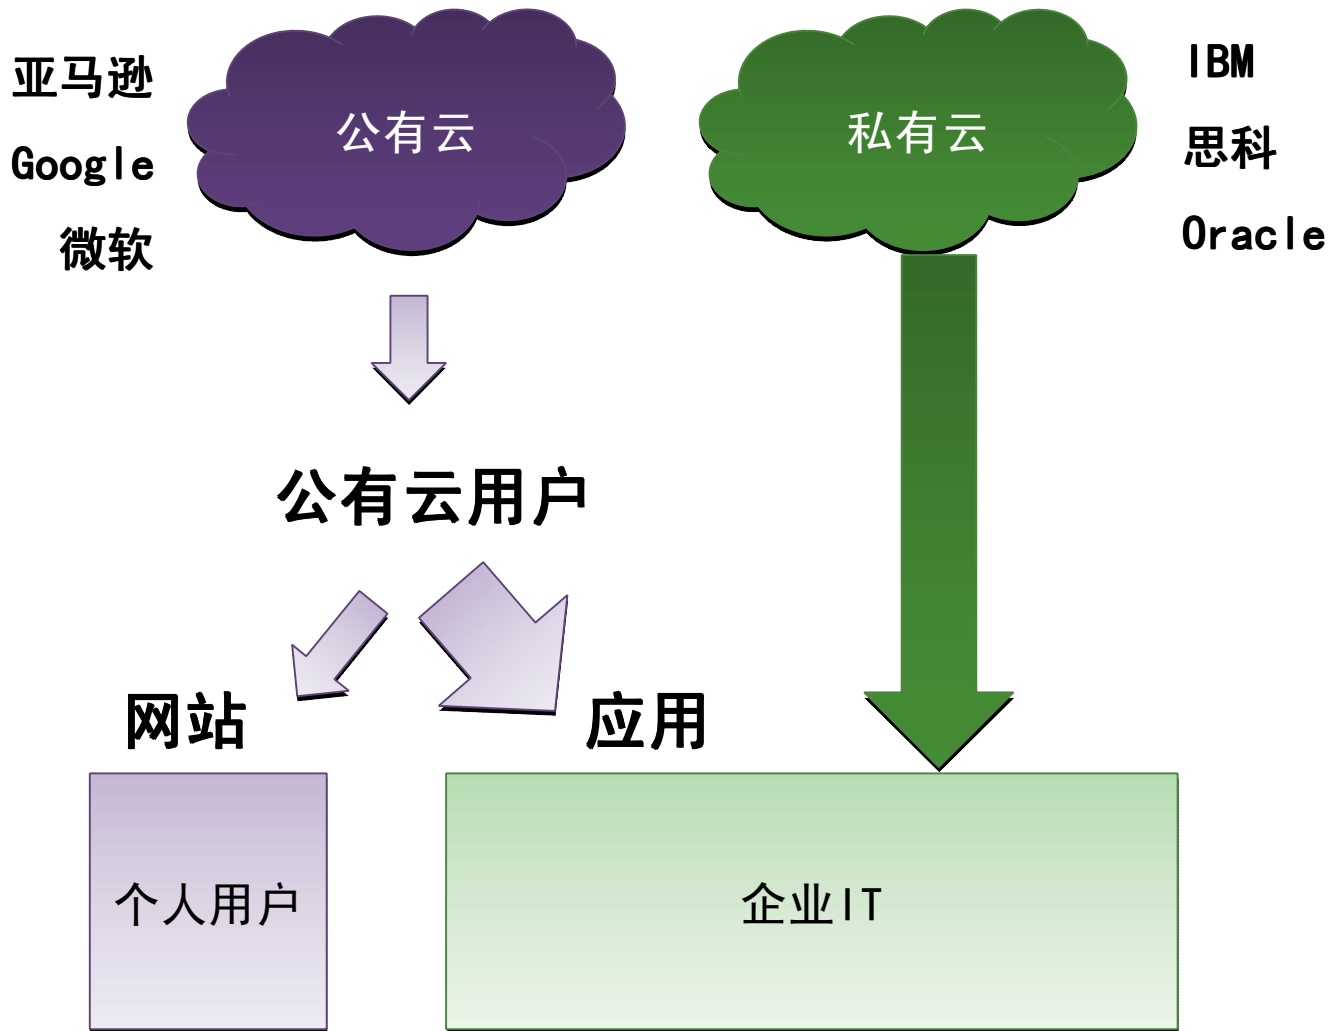 亚马逊
Google
微软
公有云
私有云
IBM
思科
Oracle
公有云用户
网站
应用
个人用户
企业IT